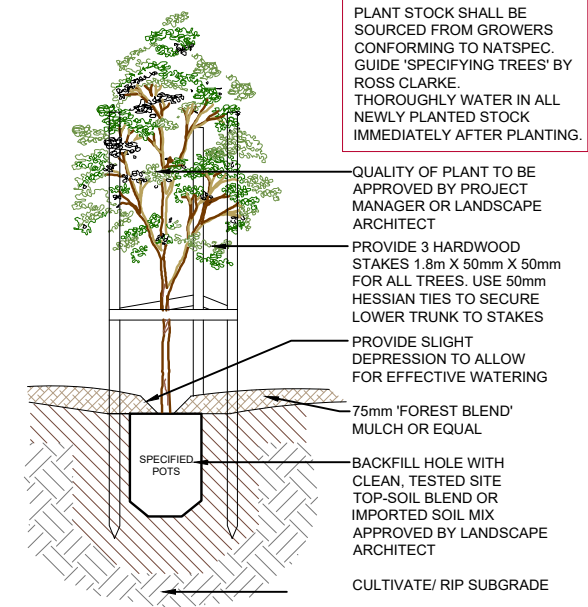 PLANT STOCK SHALL BE
SOURCED FROM GROWERS
CONFORMING TO NATSPEC.
GUIDE 'SPECIFYING TREES' BY
ROSS CLARKE.
THOROUGHLY WATER IN ALL
NEWLY PLANTED STOCK
IMMEDIATELY AFTER PLANTING.
QUALITY OF PLANT TO BE
APPROVED BY PROJECT
MANAGER OR LANDSCAPE
ARCHITECT
PROVIDE 3 HARDWOOD
STAKES 1.8m X 50mm X 50mm
FOR ALL TREES. USE 50mm
HESSIAN TIES TO SECURE
LOWER TRUNK TO STAKES
PROVIDE SLIGHT
DEPRESSION TO ALLOW
FOR EFFECTIVE WATERING
75mm 'FOREST BLEND'
MULCH OR EQUAL
SPECIFIED
POTS
BACKFILL HOLE WITH
CLEAN, TESTED SITE
TOP-SOIL BLEND OR
IMPORTED SOIL MIX
APPROVED BY LANDSCAPE
ARCHITECT
CULTIVATE/ RIP SUBGRADE